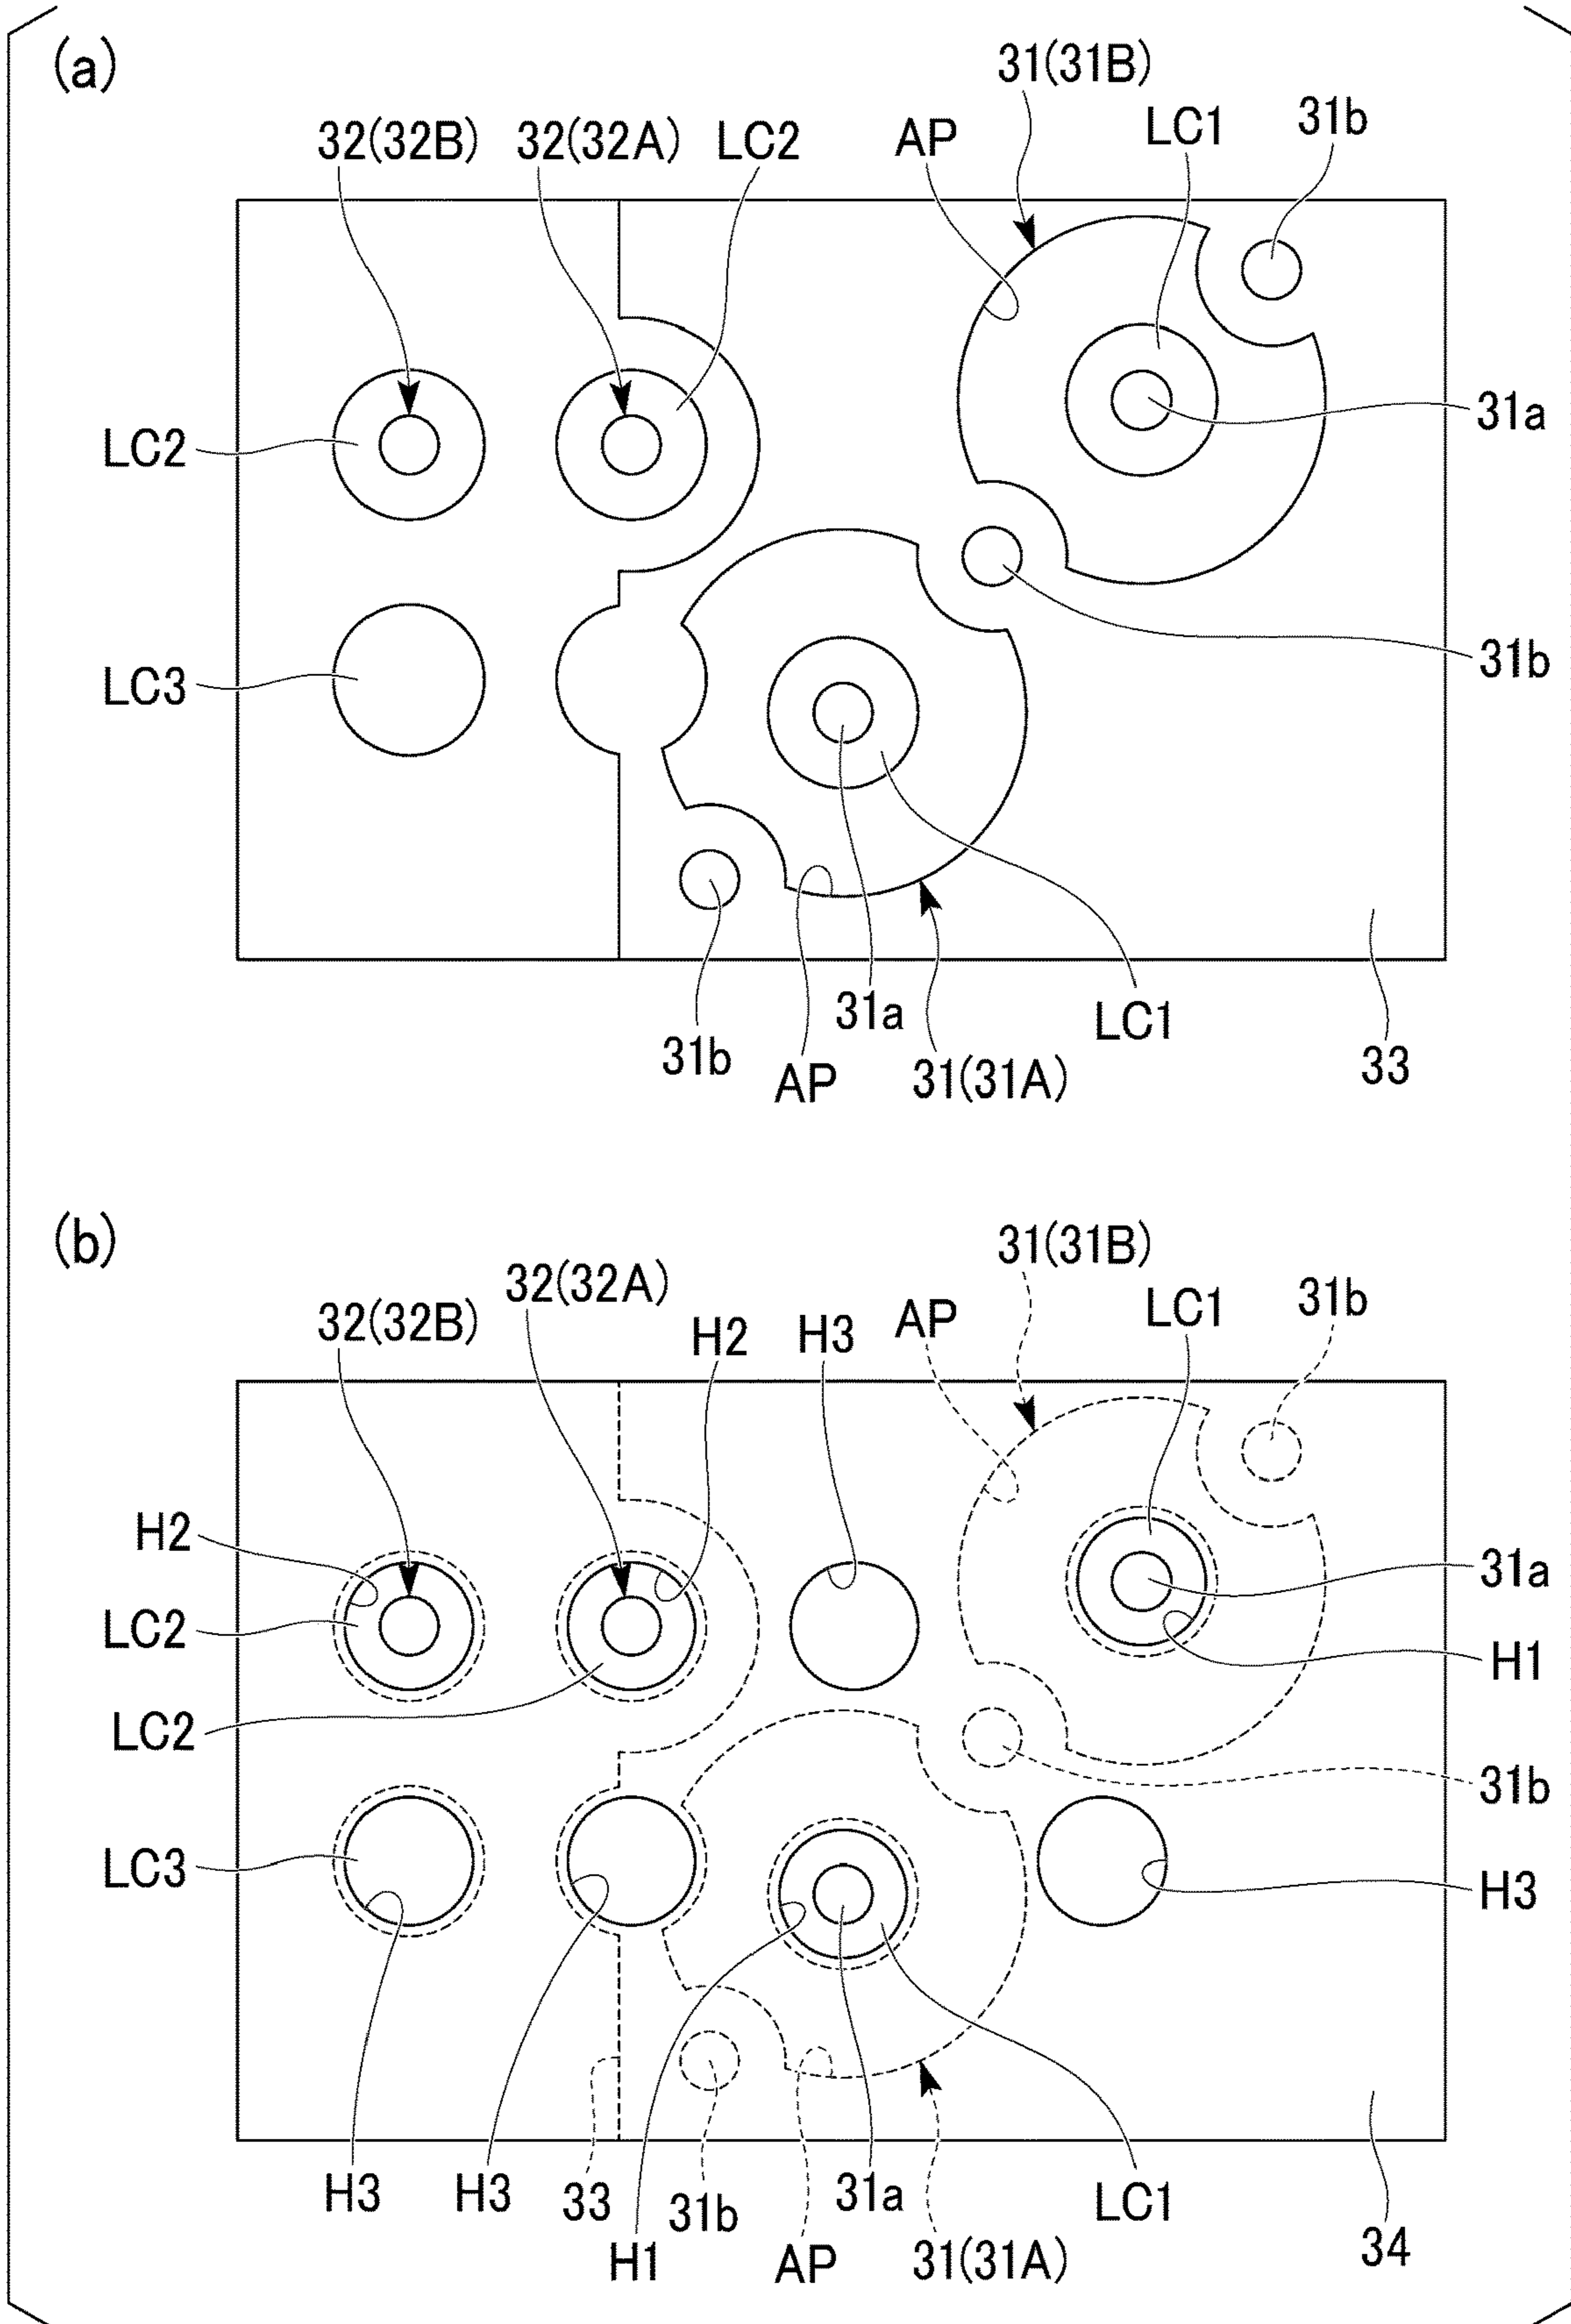 (a)
31(31B)
31b
LC1
AP
32(32B)
32(32A)
LC2
31a
LC2
31b
LC3
31a
LC1
31b
33
AP
31(31A)
(b)
31(31B)
32(32A)
31b
LC1
AP
32(32B)
H2
H3
H2
31a
LC2
H1
LC2
31b
LC3
H3
H3
H3
33
31b
31a
LC1
H1
AP
31(31A)
34